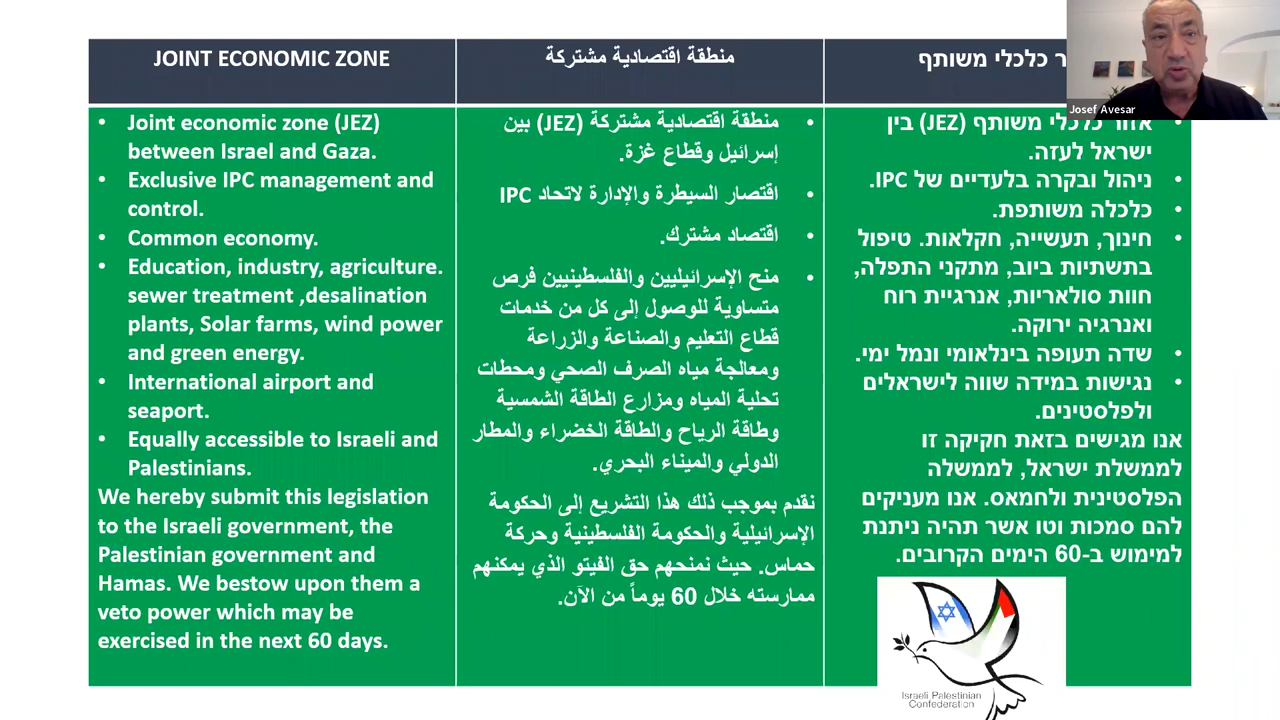 JOINT ECONOMIC ZONE
• Joint economic zone (JEZ)
between Israel and Gaza.
• Exclusive IPC management and
control.
• Common economy.
• Education, industry, agriculture.
sewer treatment ,desalination
plants, Solar farms, wind power
and green energy.
• International airport and
seaport.
• Equally accessible to Israeli and
Palestinians.
We hereby submit this legislation
to the Israeli government, the
Palestinian government and
Hamas. We bestow upon them a
veto power which may be
exercised in the next 60 days.
منطقة اقتصادية مشتركة
• منطقة اقتصادية مشتركة (JEZ) بين
إسرائيل وقطاع غزة.
• اقتصار السيطرة والإدارة لاتحاد IPC
• اقتصاد مشترك.
• منح الإسرائيليين والفلسطينيين فرص
متساوية للوصول إلى كل من خدمات
قطاع التعليم والصناعة والزراعة
ومعالجة مياه الصرف الصحي ومحطات
تحلية المياه ومزارع الطاقة الشمسية
وطاقة الرياح والطاقة الخضراء والمطار
الدولي والميناء البحري.
نقدم بموجب ذلك هذا التشريع إلى الحكومة
الإسرائيلية والحكومة الفلسطينية وحركة
حماس. حيث نمنحهم حق الفيتو الذي يمكنهم
ممارسته خلال 60 يوماً من الآن.
כלכלי משותף
• אזור כלכלי משותף (JEZ) בין
ישראל לעזה.
• ניהול ובקרה בלעדיים של IPC.
• כלכלה משותפת.
• חינוך, תעשייה, חקלאות. טיפול
בתשתיות ביוב, מתקני התפלה,
חוות סולאריות, אנרגיית רוח
ואנרגיה ירוקה.
• שדה תעופה בינלאומי ונמל ימי.
• נגישות במידה שווה לישראלים
ולפלסטינים.
אנו מגישים בזאת חקיקה זו
לממשלת ישראל, לממשלה
הפלסטינית ולחמאס. אנו מעניקים
להם סמכות וטו אשר תהיה ניתנת
למימוש ב-60 הימים הקרובים.
Israeli Palestinian
Confederation
Josef Avesar